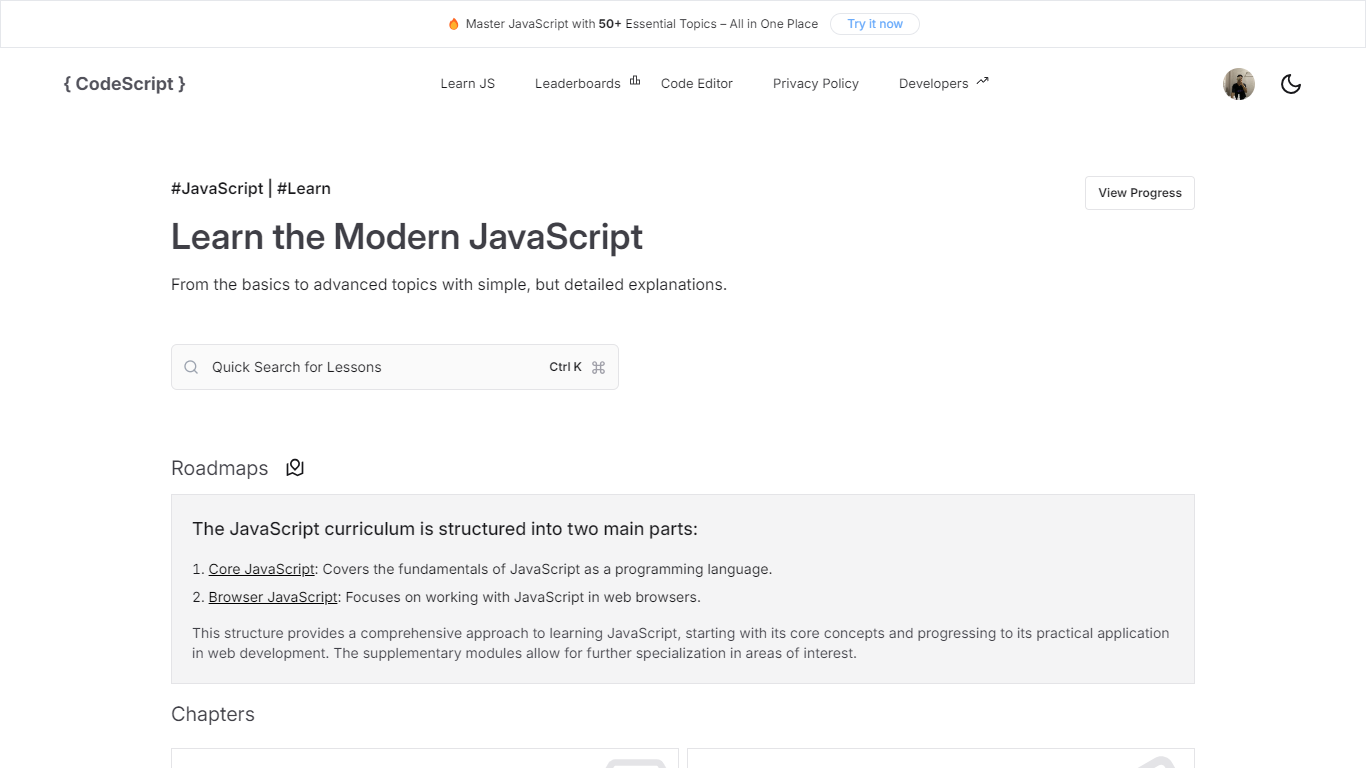 🔥 Master JavaScript with 50+ Essential Topics – All in One Place Try it now
{ CodeScript } Learn JS Leaderboards Code Editor Privacy Policy Developers
#JavaScript | #Learn
View Progress
Learn the Modern JavaScript
From the basics to advanced topics with simple, but detailed explanations.
Quick Search for Lessons Ctrl K ⌘
Roadmaps
The JavaScript curriculum is structured into two main parts:
1. Core JavaScript: Covers the fundamentals of JavaScript as a programming language.
2. Browser JavaScript: Focuses on working with JavaScript in web browsers.
This structure provides a comprehensive approach to learning JavaScript, starting with its core concepts and progressing to its practical application
in web development. The supplementary modules allow for further specialization in areas of interest.
Chapters